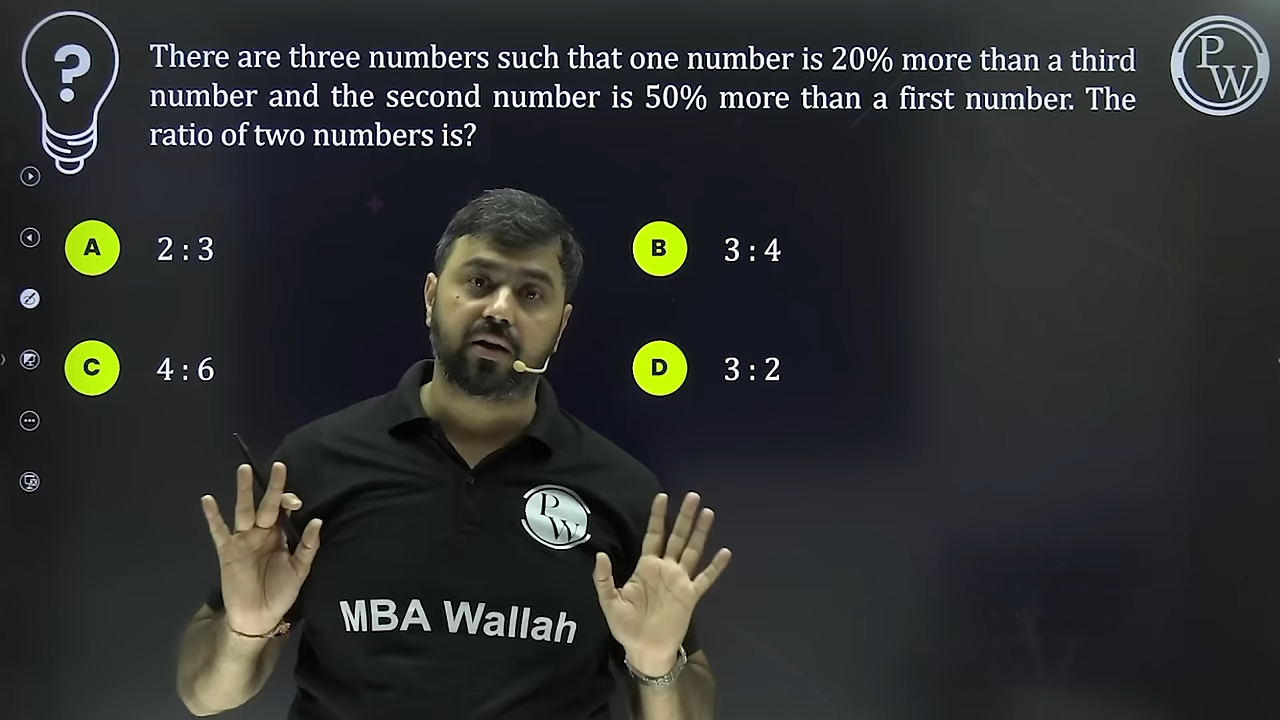 ?
There are three numbers such that one number is 20% more than a third
number and the second number is 50% more than a first number. The
ratio of two numbers is?
P
W
A 2 : 3
B 3 : 4
C 4 : 6
D 3 : 2
P
W
MBA Wallah